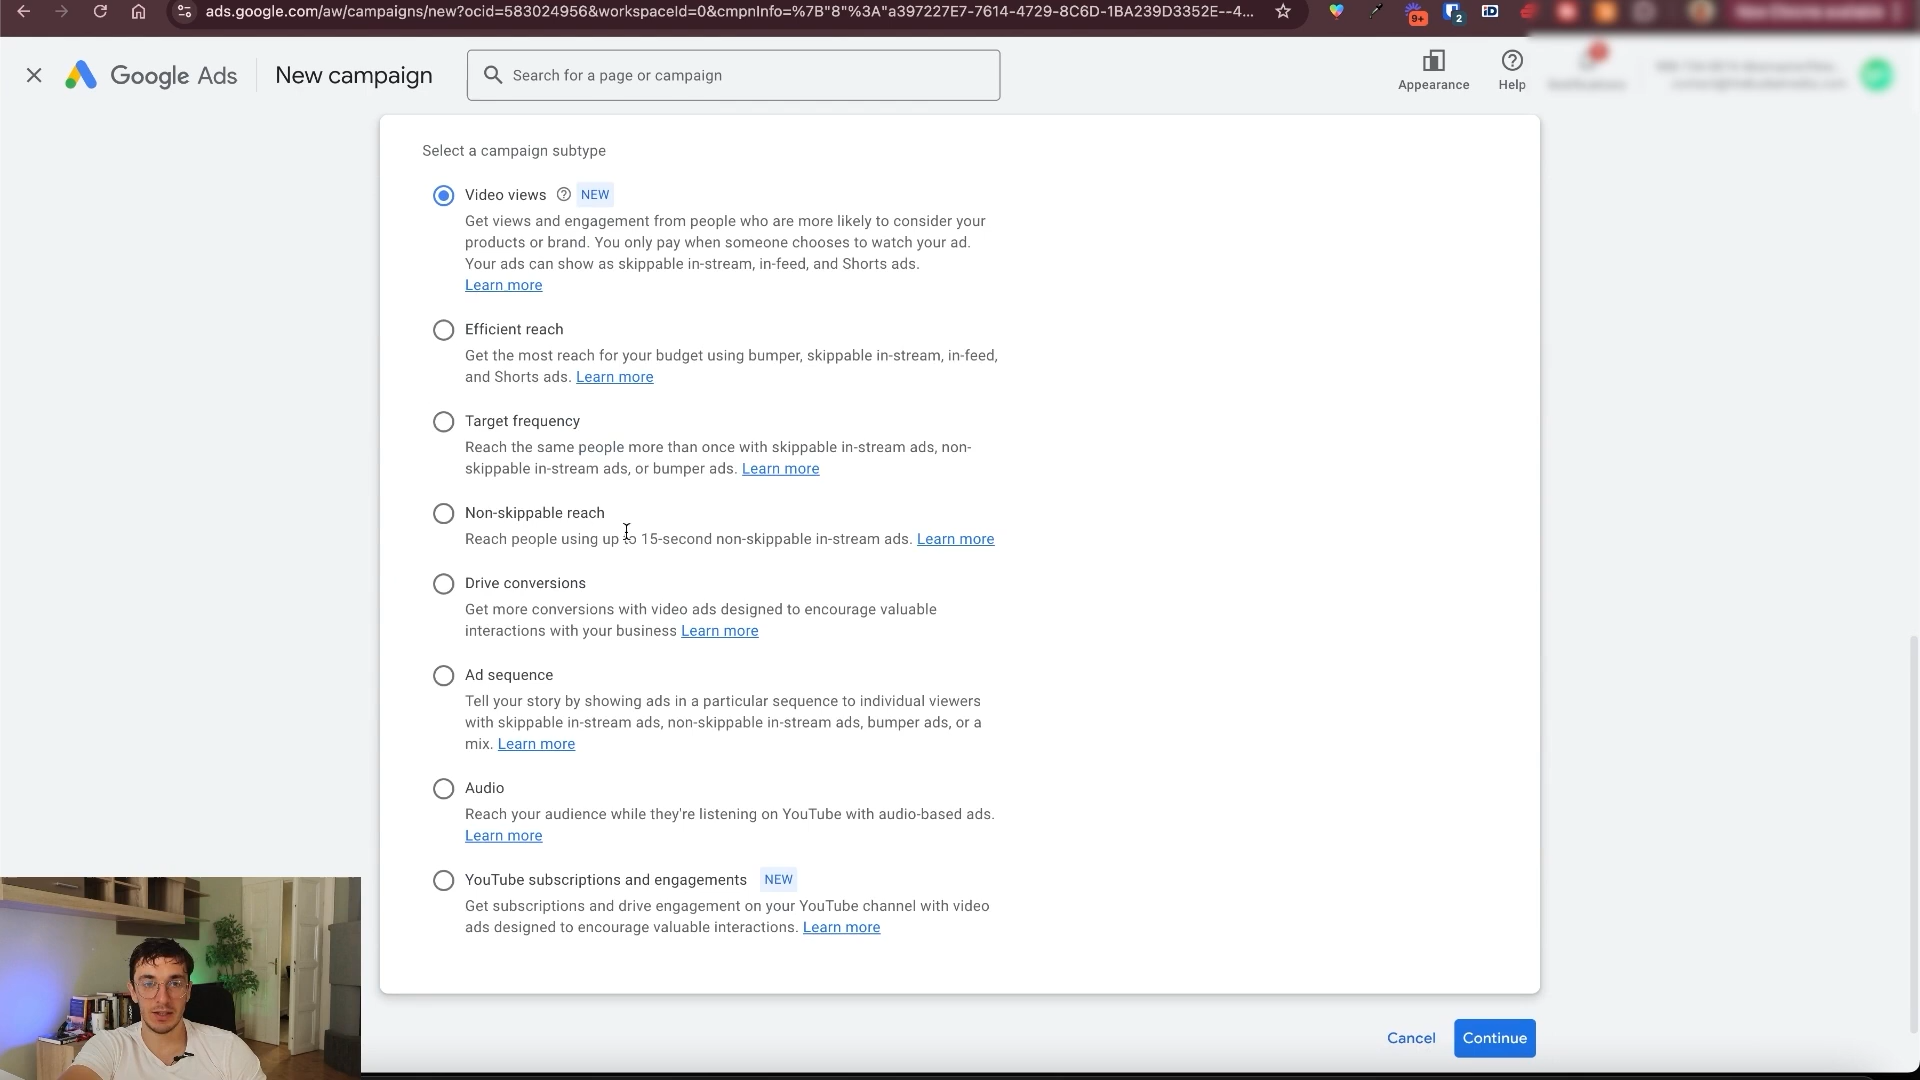 ads.google.com/aw/campaigns/new?ocid=583024956&workspaceId=0&cmpnInfo=%7B"8"%3A"a397227E7-7614-4729-8C6D-1BA239D3352E--4...
9+
2
Google Ads
New campaign
Search for a page or campaign
Appearance
Help
Select a campaign subtype
Video views
NEW
Get views and engagement from people who are more likely to consider your
products or brand. You only pay when someone chooses to watch your ad.
Your ads can show as skippable in-stream, in-feed, and Shorts ads.
Learn more
Efficient reach
Get the most reach for your budget using bumper, skippable in-stream, in-feed,
and Shorts ads. Learn more
Target frequency
Reach the same people more than once with skippable in-stream ads, non-
skippable in-stream ads, or bumper ads. Learn more
Non-skippable reach
Reach people using up to 15-second non-skippable in-stream ads. Learn more
Drive conversions
Get more conversions with video ads designed to encourage valuable
interactions with your business Learn more
Ad sequence
Tell your story by showing ads in a particular sequence to individual viewers
with skippable in-stream ads, non-skippable in-stream ads, bumper ads, or a
mix. Learn more
Audio
Reach your audience while they're listening on YouTube with audio-based ads.
Learn more
YouTube subscriptions and engagements
NEW
Get subscriptions and drive engagement on your YouTube channel with video
ads designed to encourage valuable interactions. Learn more
Cancel
Continue